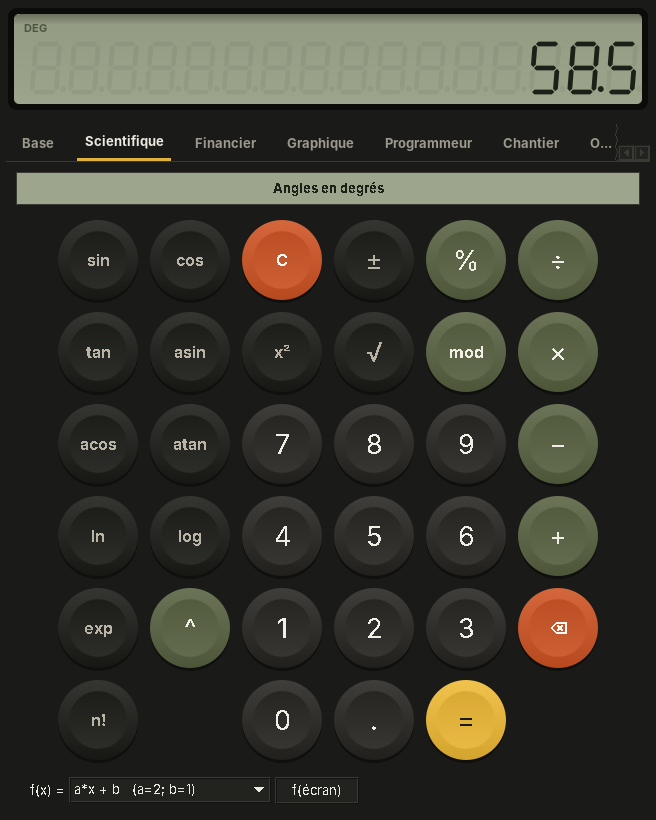 DEG
58.5
Base Scientifique Financier Graphique Programmeur Chantier O...
Angles en degrés
sin cos C ± % ÷
tan asin x² √ mod ×
acos atan 7 8 9 −
ln log 4 5 6 +
exp ^ 1 2 3 ⌫
n! 0 . =
f(x) = a*x + b (a=2; b=1) f(écran)